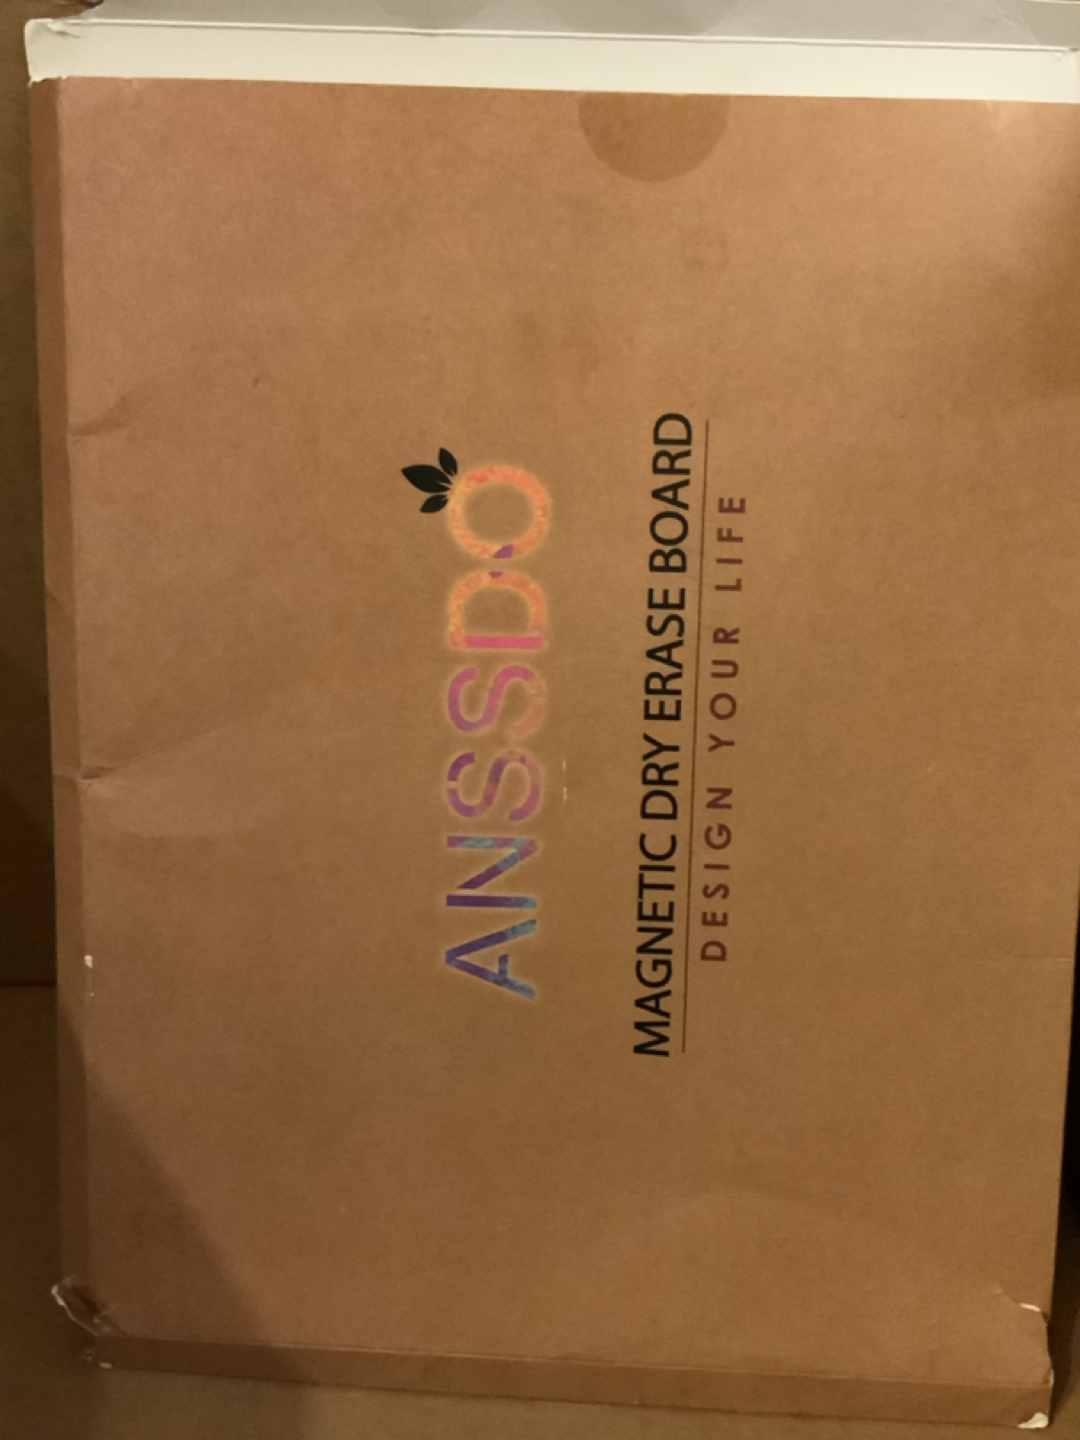 ANSSDO
MAGNETIC DRY ERASE BOARD
DESIGN YOUR LIFE